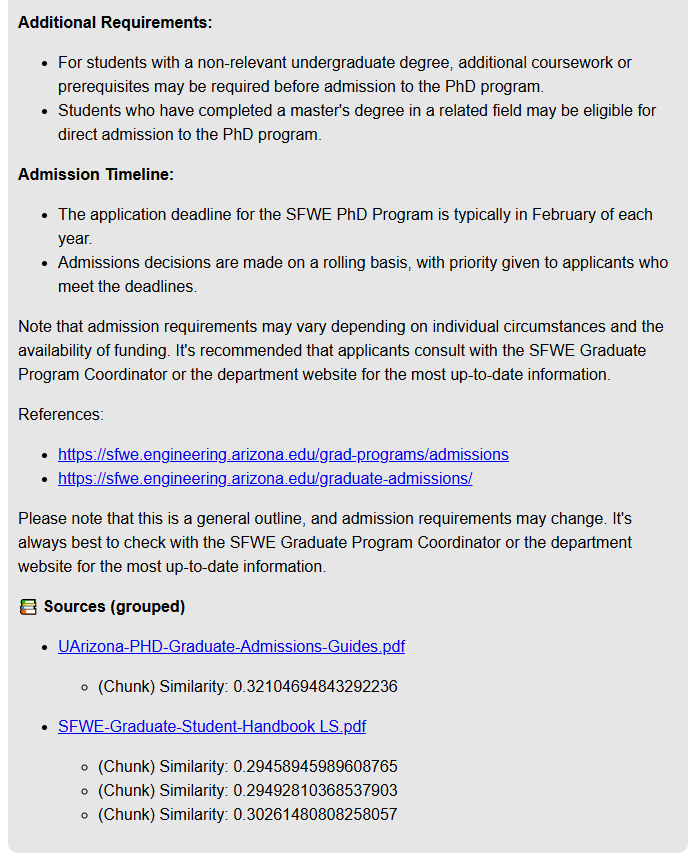 Additional Requirements:
For students with a non-relevant undergraduate degree, additional coursework or
prerequisites may be required before admission to the PhD program.
Students who have completed a master's degree in a related field may be eligible for
direct admission to the PhD program.
Admission Timeline:
The application deadline for the SFWE PhD Program is typically in February of each
year.
Admissions decisions are made on a rolling basis, with priority given to applicants who
meet the deadlines.
Note that admission requirements may vary depending on individual circumstances and the
availability of funding. It's recommended that applicants consult with the SFWE Graduate
Program Coordinator or the department website for the most up-to-date information.
References:
https://sfwe.engineering.arizona.edu/grad-programs/admissions
https://sfwe.engineering.arizona.edu/graduate-admissions/
Please note that this is a general outline, and admission requirements may change. It's
always best to check with the SFWE Graduate Program Coordinator or the department
website for the most up-to-date information.
Sources (grouped)
UArizona-PHD-Graduate-Admissions-Guides.pdf
(Chunk) Similarity: 0.32104694843292236
SFWE-Graduate-Student-Handbook LS.pdf
(Chunk) Similarity: 0.29458945989608765
(Chunk) Similarity: 0.29492810368537903
(Chunk) Similarity: 0.30261480808258057